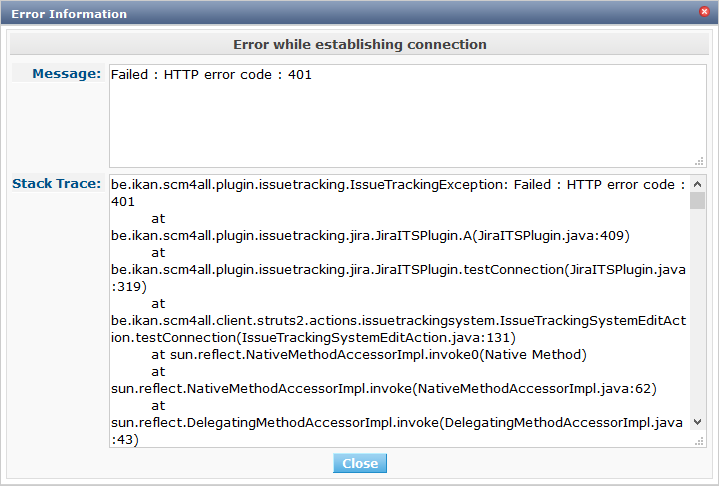 Error Information
Error while establishing connection
Message:
Failed : HTTP error code : 401
Stack Trace:
be.ikan.scm4all.plugin.issuetracking.IssueTrackingException: Failed : HTTP error code :
401
at
be.ikan.scm4all.plugin.issuetracking.jira.JiraITSPlugin.A(JiraITSPlugin.java:409)
at
be.ikan.scm4all.plugin.issuetracking.jira.JiraITSPlugin.testConnection(JiraITSPlugin.java
:319)
at
be.ikan.scm4all.client.struts2.actions.issuetrackingsystem.IssueTrackingSystemEditAct
ion.testConnection(IssueTrackingSystemEditAction.java:131)
at sun.reflect.NativeMethodAccessorImpl.invoke0(Native Method)
at
sun.reflect.NativeMethodAccessorImpl.invoke(NativeMethodAccessorImpl.java:62)
at
sun.reflect.DelegatingMethodAccessorImpl.invoke(DelegatingMethodAccessorImpl.java
:43)
Close